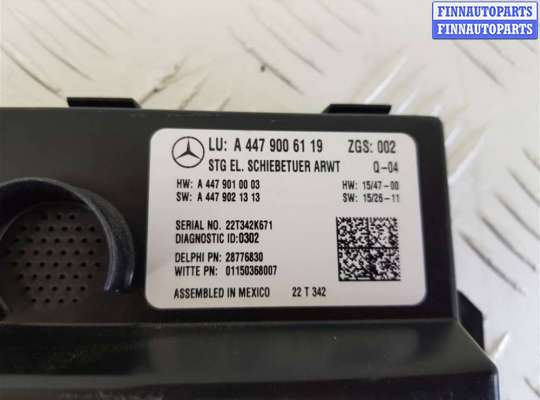 FINNAUTOPARTS
FINNAUTOPARTS
LU: A 447 900 61 19 ZGS: 002
STG EL. SCHIEBETUER ARWT Q-04
HW: A 447 901 00 03 HW: 15/47-00
SW: A 447 902 13 13 SW: 15/26-11
SERIAL NO. 22T342K671
DIAGNOSTIC ID:0302
DELPHI PN: 28776830
WITTE PN: 01150368007
ASSEMBLED IN MEXICO 22 T 342